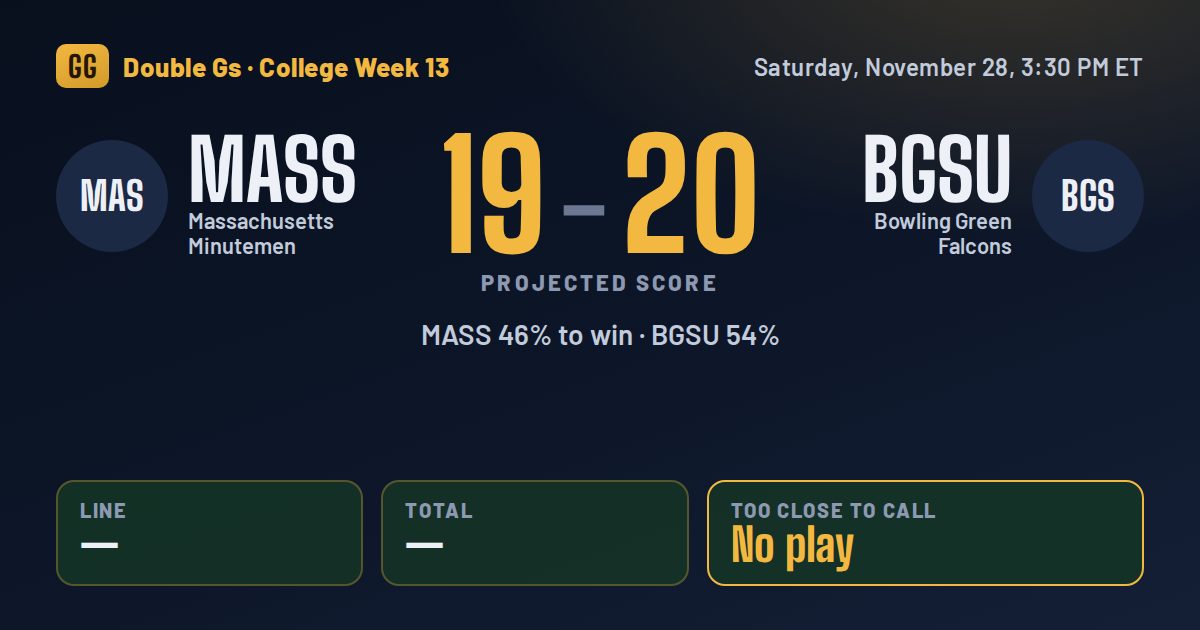 GG
Double Gs · College Week 13
Saturday, November 28, 3:30 PM ET
MAS
MASS
Massachusetts
Minutemen
19 – 20
PROJECTED SCORE
MASS 46% to win · BGSU 54%
BGSU
Bowling Green
Falcons
BGS
LINE
—
TOTAL
—
TOO CLOSE TO CALL
No play